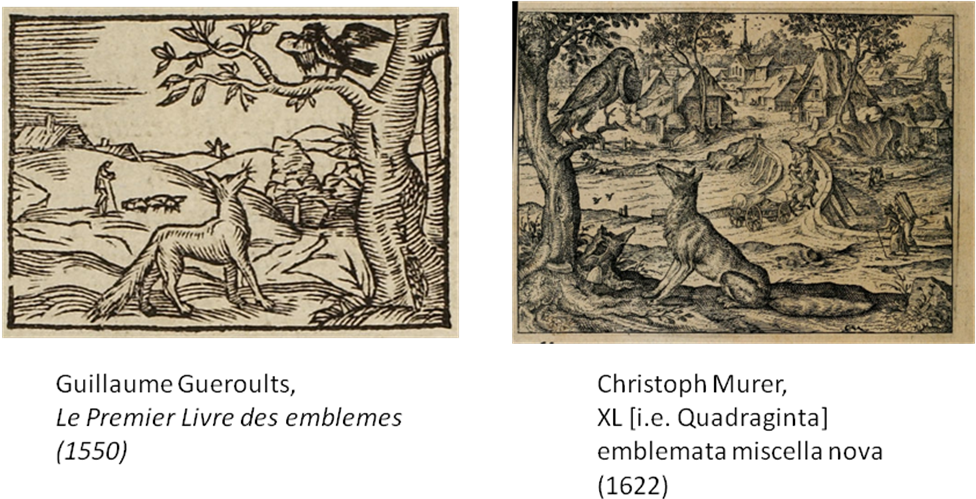 Guillaume Gueroults,
Le Premier Livre des emblemes
(1550)
Christoph Murer,
XL [i.e. Quadraginta]
emblemata miscella nova
(1622)